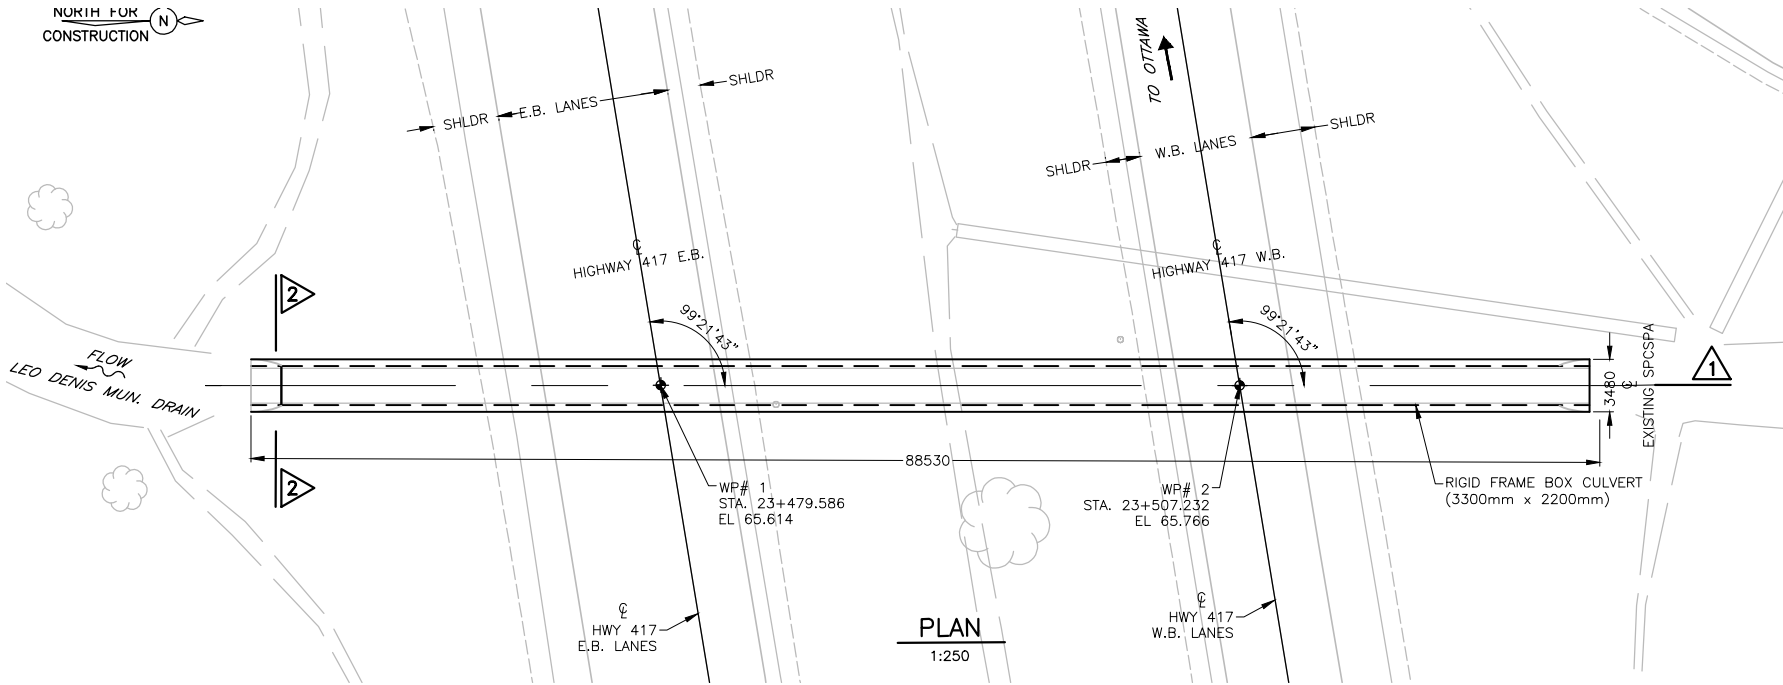 NORTH FOR
CONSTRUCTION
N
SHLDR
E.B. LANES
SHLDR
TO OTTAWA
SHLDR
W.B. LANES
SHLDR
℄
HIGHWAY 417 E.B.
℄
HIGHWAY 417 W.B.
99°21'43"
99°21'43"
2
FLOW
LEO DENIS MUN. DRAIN
3480
EXISTING SPCSPA
℄
1
88530
2
WP# 1
STA. 23+479.586
EL 65.614
WP# 2
STA. 23+507.232
EL 65.766
RIGID FRAME BOX CULVERT
(3300mm x 2200mm)
℄
HWY 417
E.B. LANES
℄
HWY 417
W.B. LANES
PLAN
1:250